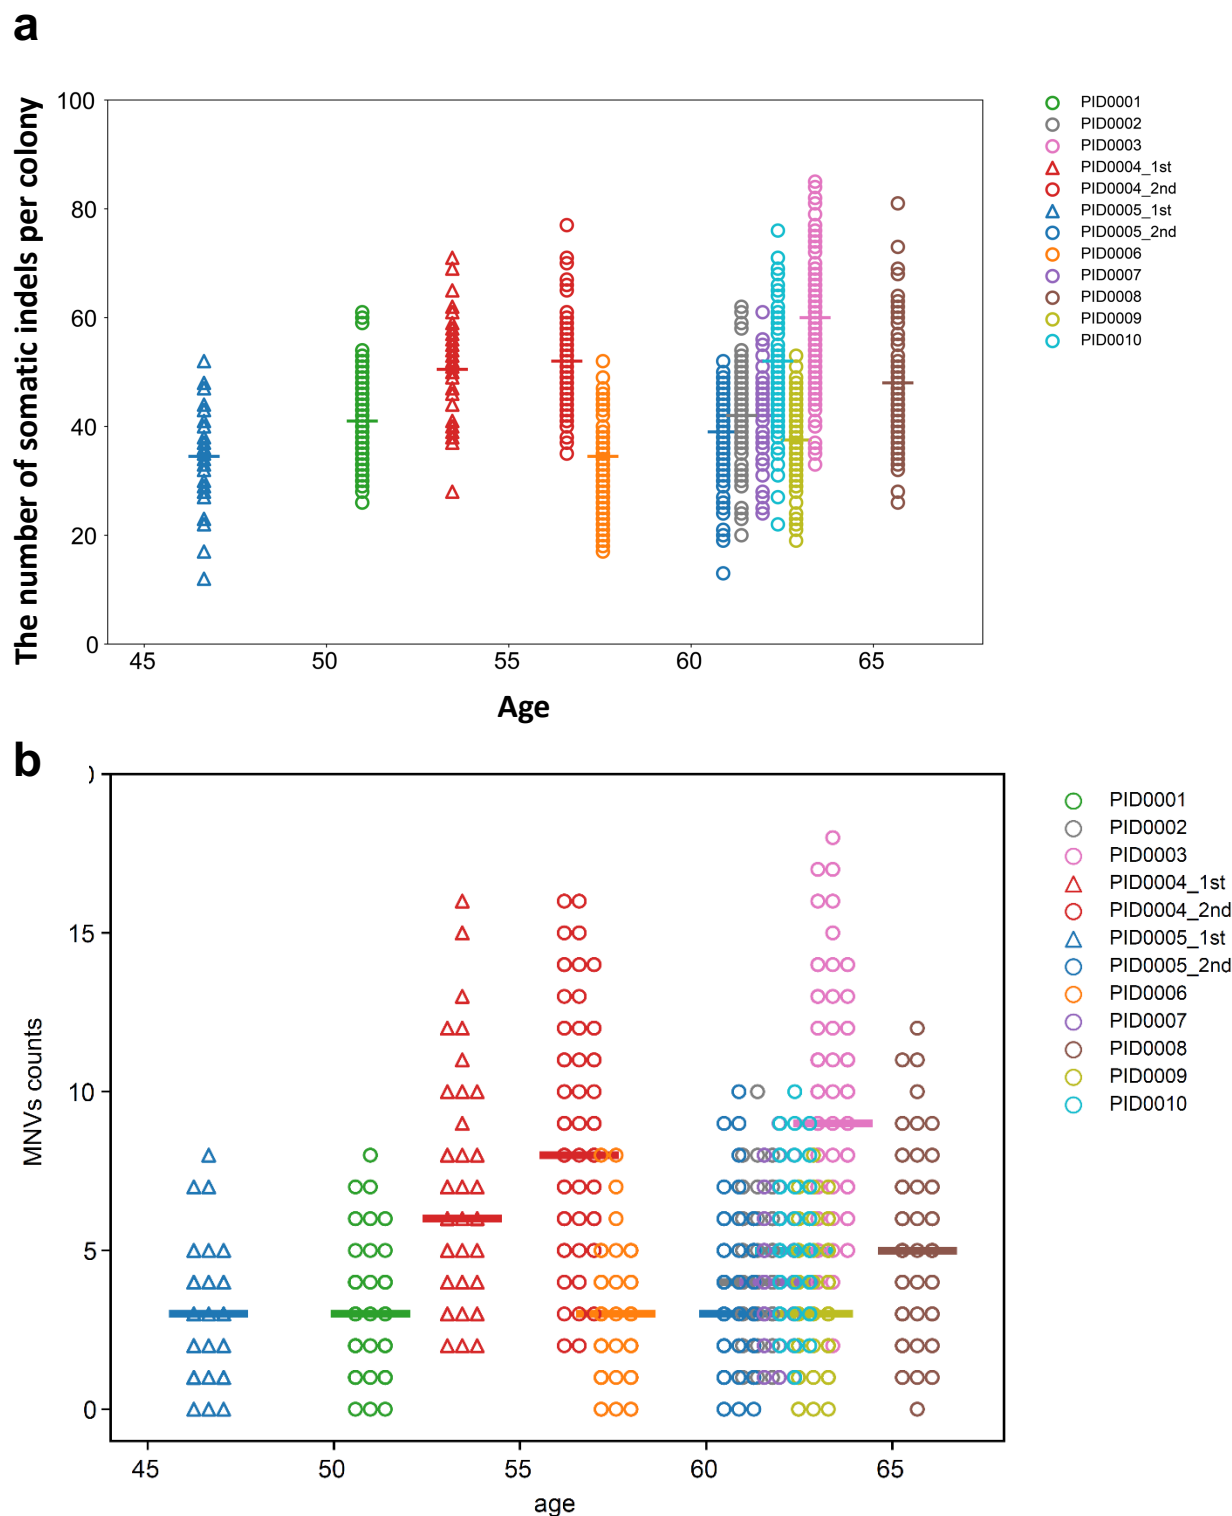 a
The number of somatic indels per colony
100
80
60
40
20
0
45 50 55 60 65
Age
PID0001
PID0002
PID0003
PID0004_1st
PID0004_2nd
PID0005_1st
PID0005_2nd
PID0006
PID0007
PID0008
PID0009
PID0010
b
MNVs counts
15
10
5
0
45 50 55 60 65
age
PID0001
PID0002
PID0003
PID0004_1st
PID0004_2nd
PID0005_1st
PID0005_2nd
PID0006
PID0007
PID0008
PID0009
PID0010